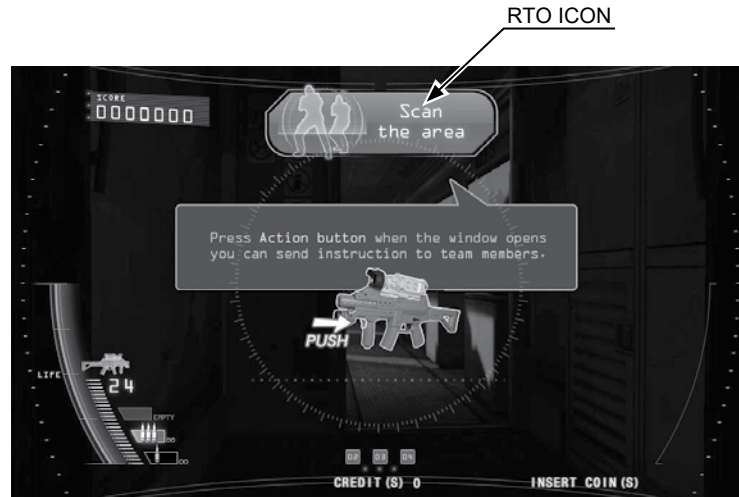 RTO ICON
SCORE
0000000
Scan
the area
Press Action button when the window opens
you can send instruction to team members.
PUSH
LIFE
24
EMPTY
02 03 04
CREDIT(S) 0
INSERT COIN(S)